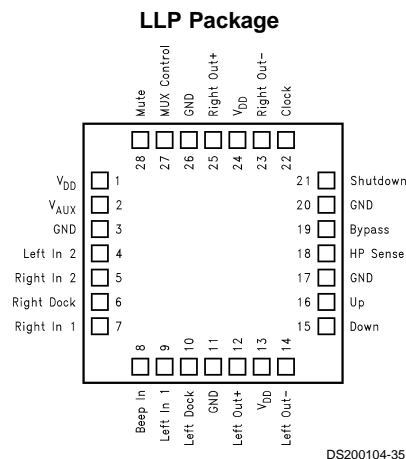 LLP Package
Mute
MUX Control
GND
Right Out+
VDD
Right Out-
Clock
28
27
26
25
24
23
22
VDD 1
VAUX 2
GND 3
Left In 2 4
Right In 2 5
Right Dock 6
Right In 1 7
21 Shutdown
20 GND
19 Bypass
18 HP Sense
17 GND
16 Up
15 Down
8
9
10
11
12
13
14
Beep In
Left In 1
Left Dock
GND
Left Out+
VDD
Left Out-
DS200104-35